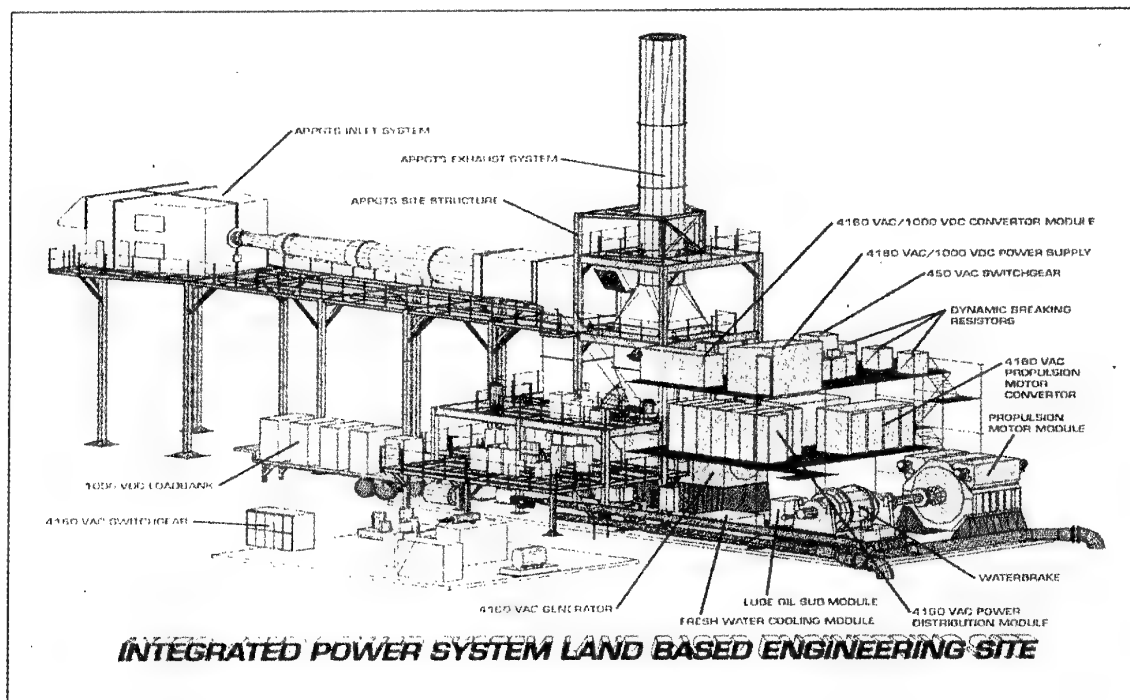 APPGTS INLET SYSTEM
APPGTS EXHAUST SYSTEM
APPGTS SITE STRUCTURE
4160 VAC/1000 VDC CONVERTOR MODULE
4160 VAC/1000 VDC POWER SUPPLY
450 VAC SWITCHGEAR
DYNAMIC BREAKING
RESISTORS
4160 VAC
PROPULSION
MOTOR
CONVERTOR
PROPULSION
MOTOR MODULE
1000 VDC LOADBANK
4160 VAC SWITCHGEAR
4160 VAC GENERATOR
LUBE OIL SUB MODULE
FRESH WATER COOLING MODULE
WATERBRAKE
4160 VAC POWER
DISTRIBUTION MODULE
INTEGRATED POWER SYSTEM LAND BASED ENGINEERING SITE